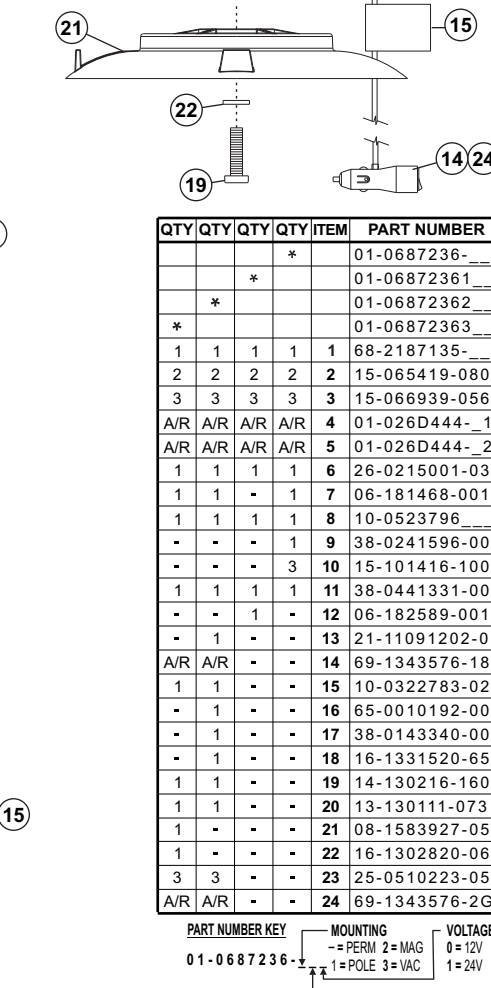 21
15
22
14 24
19
QTY QTY QTY QTY ITEM PART NUMBER
* 01-0687236-__
* 01-06872361__
* 01-06872362__
* 01-06872363__
1 1 1 1 1 68-2187135-__
2 2 2 2 2 15-065419-080
3 3 3 3 3 15-066939-056
A/R A/R A/R A/R 4 01-026D444-_1
A/R A/R A/R A/R 5 01-026D444-_2
1 1 1 1 6 26-0215001-03
1 1 - 1 7 06-181468-001
1 1 1 1 8 10-0523796___
- - - 1 9 38-0241596-00
- - - 3 10 15-101416-100
1 1 1 1 11 38-0441331-00
- - 1 - 12 06-182589-001
- 1 - - 13 21-11091202-0
A/R A/R - - 14 69-1343576-18
1 1 - - 15 10-0322783-02
- 1 - - 16 65-0010192-00
- 1 - - 17 38-0143340-00
- 1 - - 18 16-1331520-65
1 1 - - 19 14-130216-160
1 1 - - 20 13-130111-073
1 - - - 21 08-1583927-05
1 - - - 22 16-1302820-06
3 3 - - 23 25-0510223-05
A/R A/R - - 24 69-1343576-2G
15
PART NUMBER KEY MOUNTING VOLTAGE
- = PERM 2 = MAG 0 = 12V
01-0687236- 1 = POLE 3 = VAC 1 = 24V